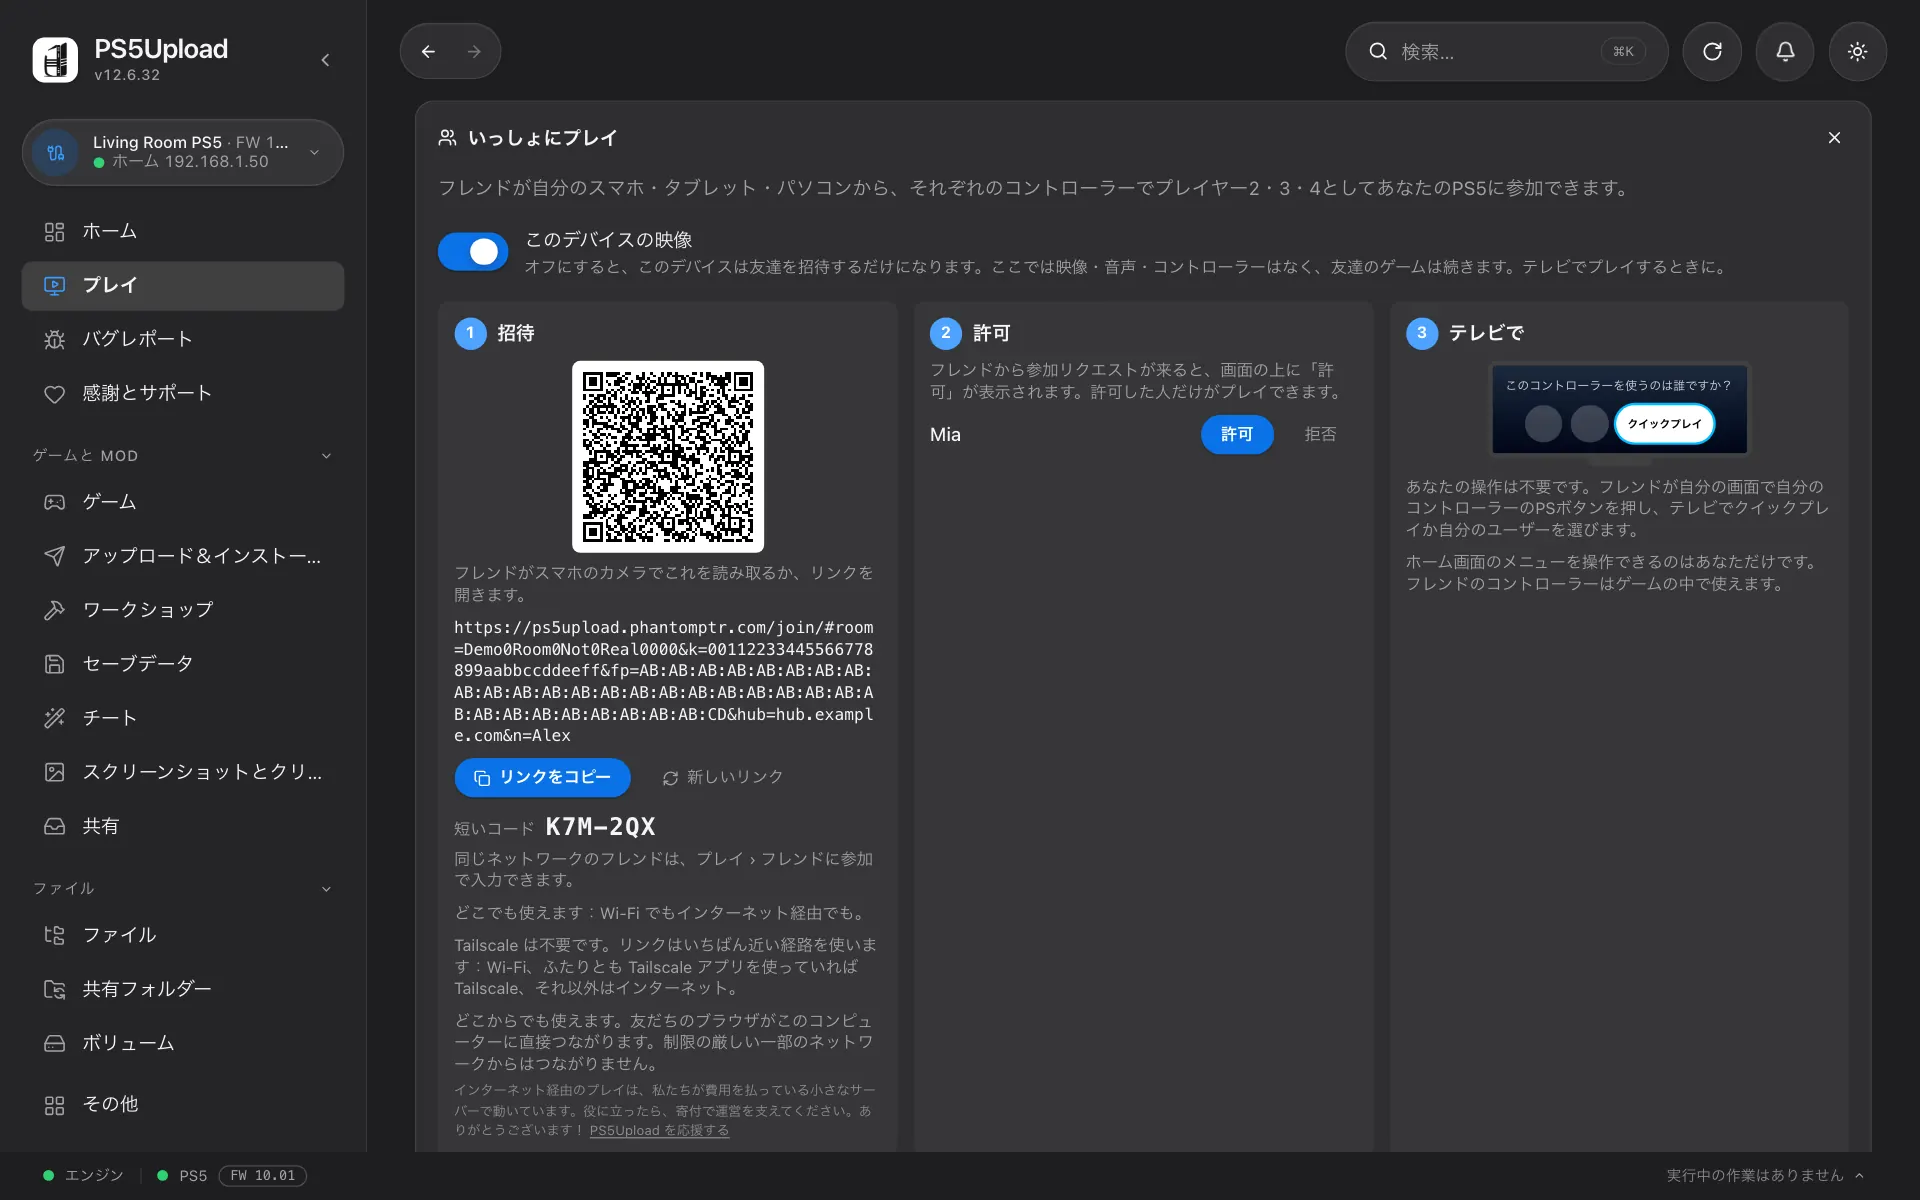 PS5Upload
v12.6.32
Living Room PS5 · FW 1...
ホーム 192.168.1.50
ホーム
プレイ
バグレポート
感謝とサポート
ゲームと MOD
ゲーム
アップロード＆インストー...
ワークショップ
セーブデータ
チート
スクリーンショットとクリ...
共有
ファイル
ファイル
共有フォルダー
ボリューム
その他
検索...
⌘K
いっしょにプレイ
フレンドが自分のスマホ・タブレット・パソコンから、それぞれのコントローラーでプレイヤー2・3・4としてあなたのPS5に参加できます。
このデバイスの映像
オフにすると、このデバイスは友達を招待するだけになります。ここでは映像・音声・コントローラーはなく、友達のゲームは続きます。テレビでプレイするときに。
1 招待
フレンドがスマホのカメラでこれを読み取るか、リンクを
開きます。
https://ps5upload.phantomptr.com/join/#room
=Demo0Room0Not0Real0000&k=00112233445566778
899aabbccddeeff&fp=AB:AB:AB:AB:AB:AB:AB:AB:
AB:AB:AB:AB:AB:AB:AB:AB:AB:AB:AB:AB:AB:AB:A
B:AB:AB:AB:AB:AB:AB:AB:AB:CD&hub=hub.exampl
e.com&n=Alex
リンクをコピー
新しいリンク
短いコード K7M-2QX
同じネットワークのフレンドは、プレイ › フレンドに参加
で入力できます。
どこでも使えます：Wi-Fi でもインターネット経由でも。
Tailscale は不要です。リンクはいちばん近い経路を使いま
す：Wi-Fi、ふたりとも Tailscale アプリを使っていれば
Tailscale、それ以外はインターネット。
どこからでも使えます。友だちのブラウザがこのコンピュ
ーターに直接つながります。制限の厳しい一部のネットワ
ークからはつながりません。
インターネット経由のプレイは、私たちが費用を払っている小さなサー
バーで動いています。役に立ったら、寄付で運営を支えてください。あ
りがとうございます！ PS5Upload を応援する
2 許可
フレンドから参加リクエストが来ると、画面の上に「許
可」が表示されます。許可した人だけがプレイできます。
Mia
許可
拒否
3 テレビで
このコントローラーを使うのは誰ですか？
クイックプレイ
あなたの操作は不要です。フレンドが自分の画面で自分の
コントローラーのPSボタンを押し、テレビでクイックプレ
イか自分のユーザーを選びます。
ホーム画面のメニューを操作できるのはあなただけです。
フレンドのコントローラーはゲームの中で使えます。
エンジン
PS5
FW 10.01
実行中の作業はありません